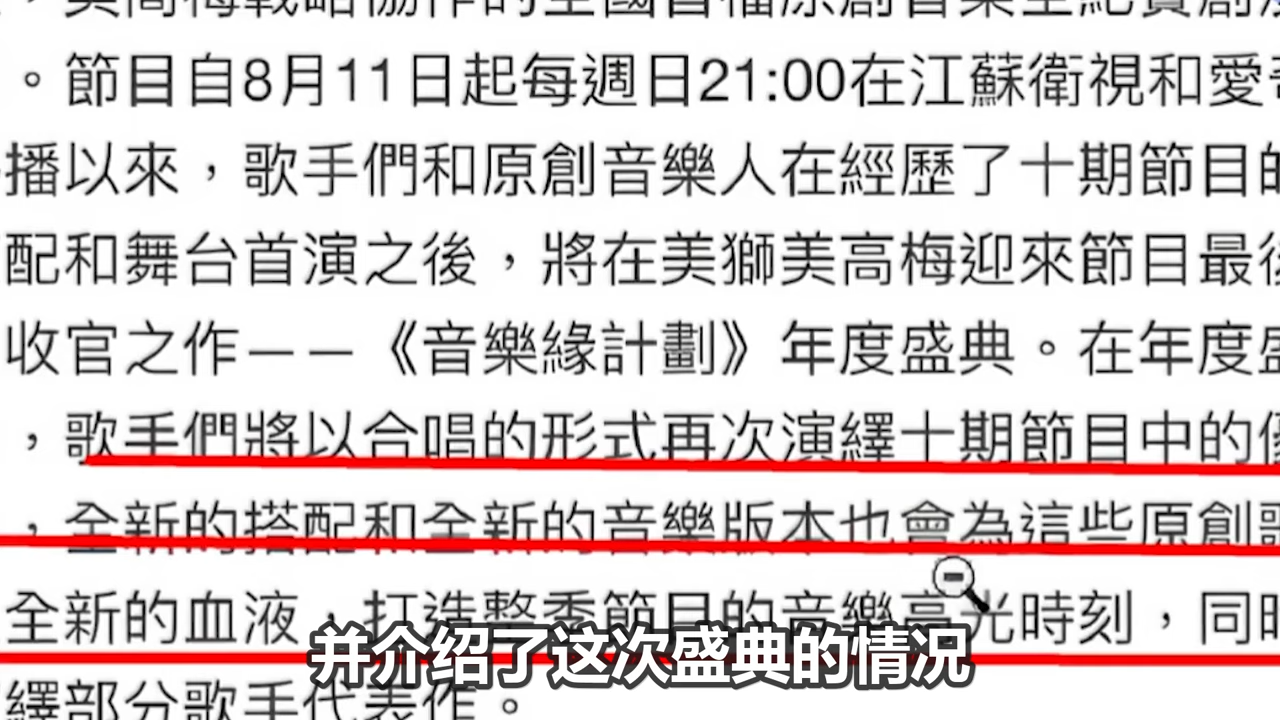 ，美高梅戰略協作的全國首檔原創音樂全紀實創演
。節目自8月11日起每週日21:00在江蘇衛視和愛奇
播以來，歌手們和原創音樂人在經歷了十期節目的
配和舞台首演之後，將在美獅美高梅迎來節目最後
收官之作——《音樂緣計劃》年度盛典。在年度盛
，歌手們將以合唱的形式再次演繹十期節目中的優
，全新的搭配和全新的音樂版本也會為這些原創歌
全新的血液，打造整季節目的音樂高光時刻，同時
繹部分歌手代表作。
并介绍了这次盛典的情况